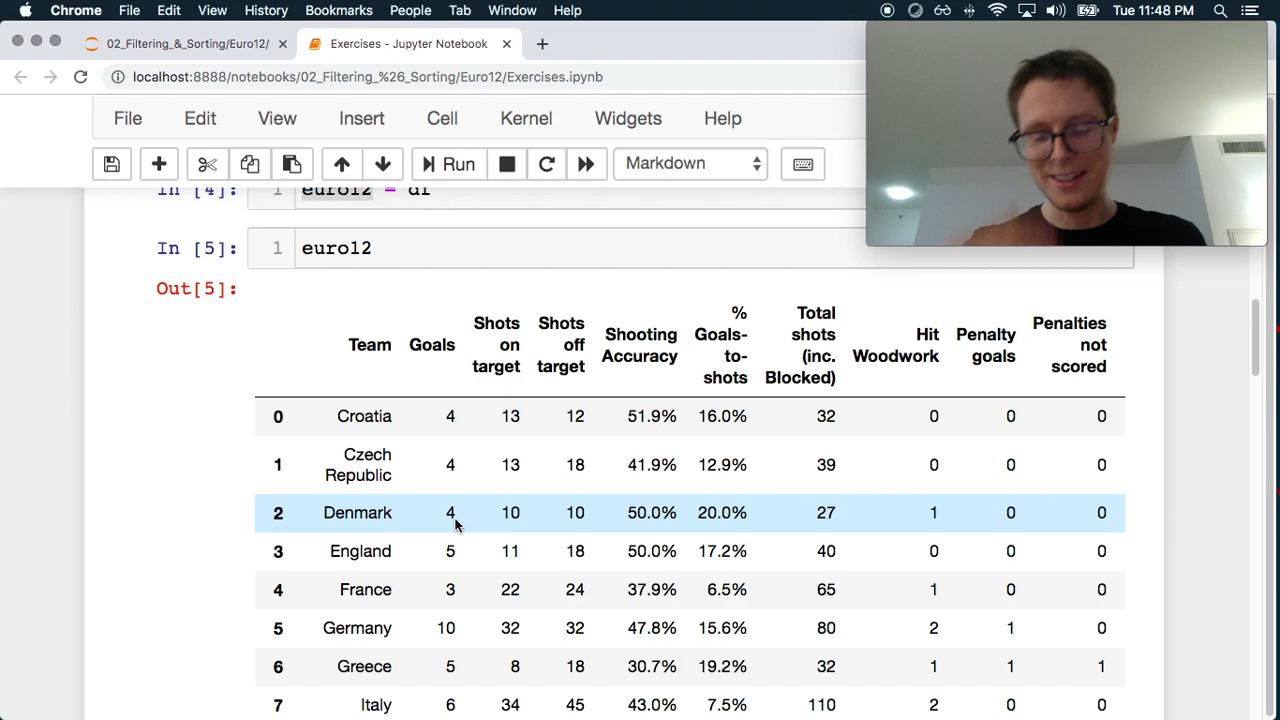 Chrome File Edit View History Bookmarks People Tab Window Help Tue 11:48 PM
02_Filtering_&_Sorting/Euro12/ Exercises - Jupyter Notebook
localhost:8888/notebooks/02_Filtering_%26_Sorting/Euro12/Exercises.ipynb
File Edit View Insert Cell Kernel Widgets Help
Run Markdown
In [4]: 1 euro12 = df
In [5]: 1 euro12
Out[5]:
Team Goals Shots on target Shots off target Shooting Accuracy % Goals-to-shots Total shots (inc. Blocked) Hit Woodwork Penalty goals Penalties not scored
0 Croatia 4 13 12 51.9% 16.0% 32 0 0 0
1 Czech Republic 4 13 18 41.9% 12.9% 39 0 0 0
2 Denmark 4 10 10 50.0% 20.0% 27 1 0 0
3 England 5 11 18 50.0% 17.2% 40 0 0 0
4 France 3 22 24 37.9% 6.5% 65 1 0 0
5 Germany 10 32 32 47.8% 15.6% 80 2 1 0
6 Greece 5 8 18 30.7% 19.2% 32 1 1 1
7 Italy 6 34 45 43.0% 7.5% 110 2 0 0